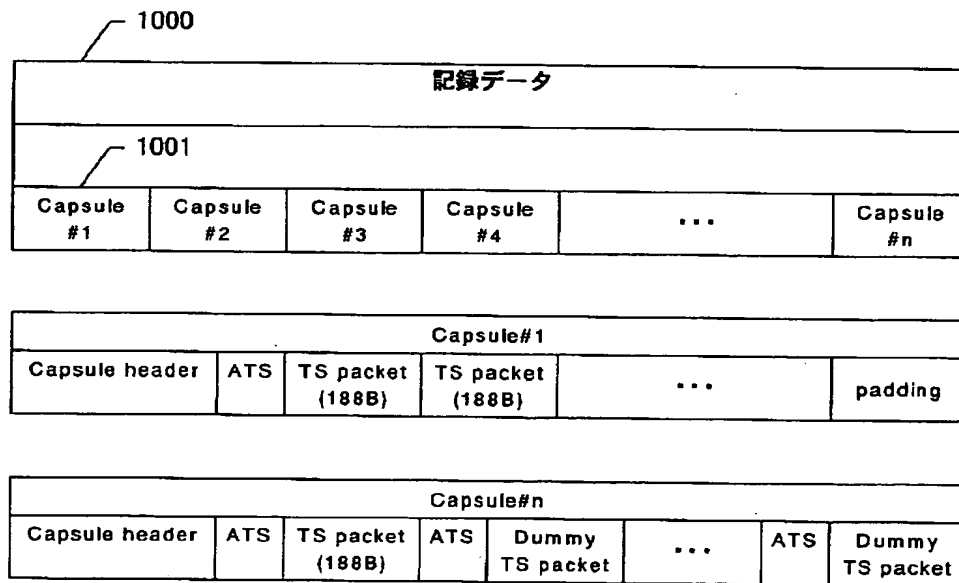 1000
記録データ
1001
Capsule #1 Capsule #2 Capsule #3 Capsule #4 ・・・ Capsule #n
Capsule#1
Capsule header ATS TS packet (188B) TS packet (188B) ・・・ padding
Capsule#n
Capsule header ATS TS packet (188B) ATS Dummy TS packet ・・・ ATS Dummy TS packet